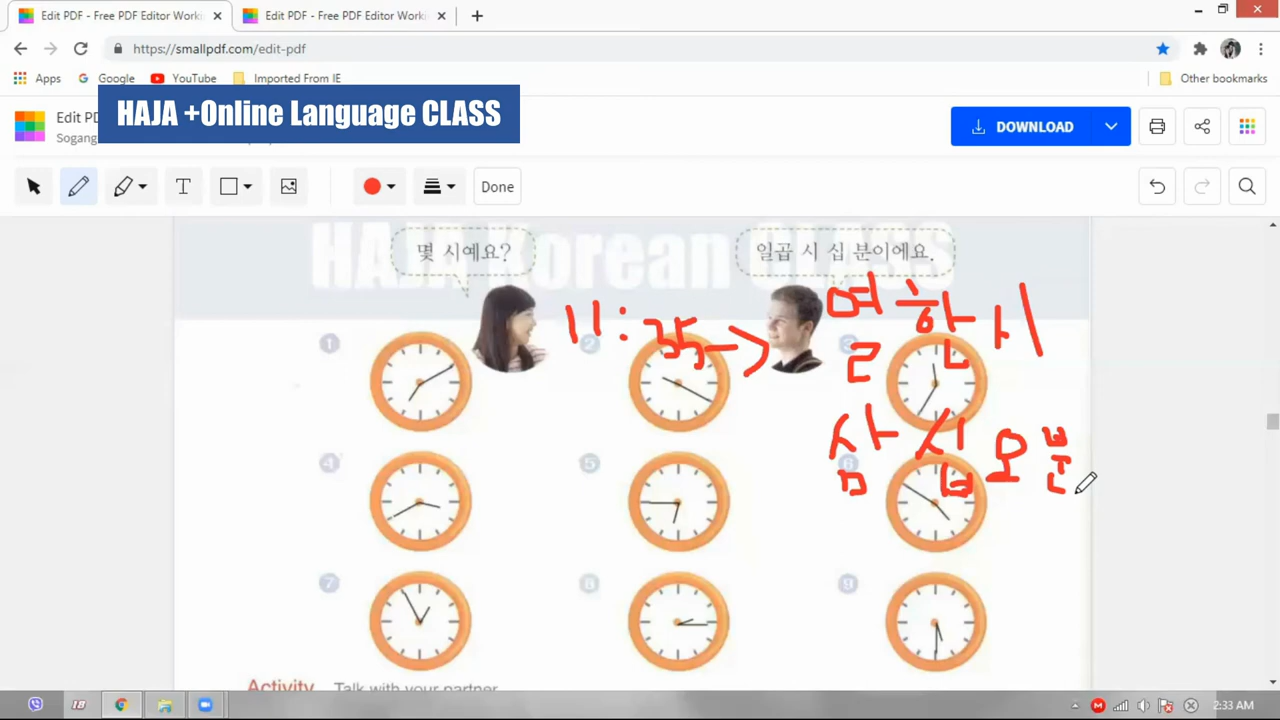 Edit PDF - Free PDF Editor Worki
Edit PDF - Free PDF Editor Worki
https://smallpdf.com/edit-pdf
Apps
Google
YouTube
Imported From IE
Other bookmarks
HAJA +Online Language CLASS
Edit PD
Sogang
DOWNLOAD
T
Done
HAJA Korean CLASS
몇 시예요?
일곱 시 십 분이에요.
11:35->
열 한 시
삼 십 오 분
1
2
3
4
5
6
7
8
9
Activity Talk with your partner
18
2:33 AM